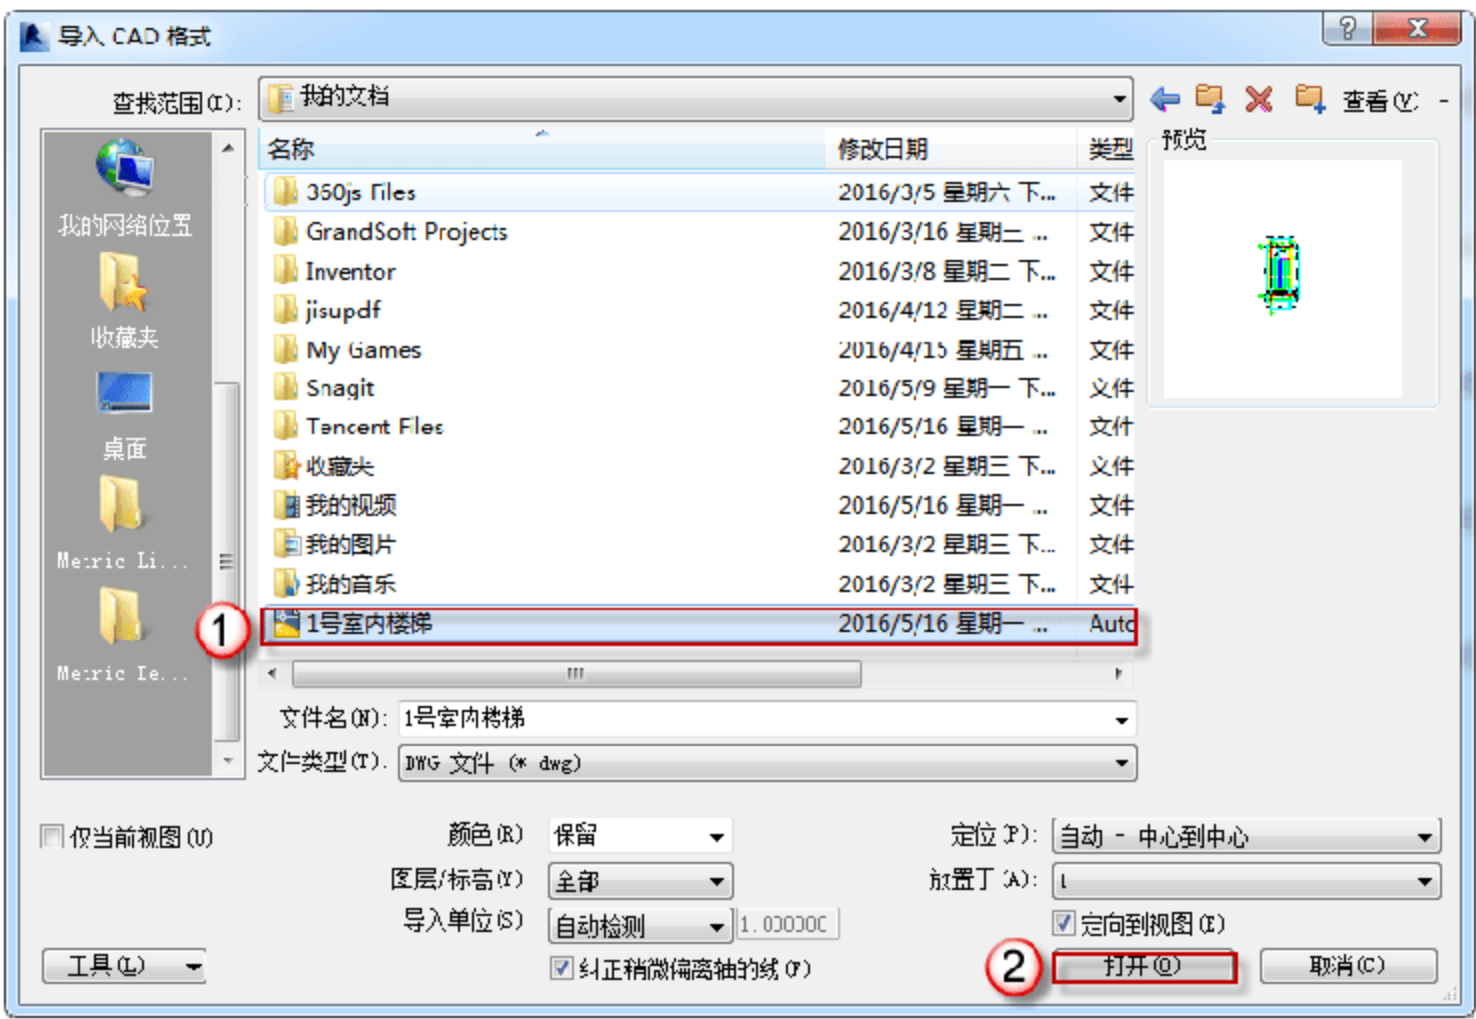 导入 CAD 格式
查找范围(I):
我的文档
查看(V)
名称
修改日期
类型
预览
360js Files 2016/3/5 星期六 下... 文件
GrandSoft Projects 2016/3/16 星期三 ... 文件
Inventor 2016/3/8 星期二 下... 文件
jisupdf 2016/4/12 星期二 ... 文件
My Games 2016/4/15 星期五 ... 文件
Snagit 2016/5/9 星期一 下... 文件
Tencent Files 2016/5/16 星期一 ... 文件
收藏夹 2016/3/2 星期三 下... 文件
我的视频 2016/5/16 星期一 ... 文件
我的图片 2016/3/2 星期三 下... 文件
我的音乐 2016/3/2 星期三 下... 文件
1号室内楼梯 2016/5/16 星期一 ... Auto
我的网络位置
收藏夹
桌面
Metric Li...
Metric Te...
1
文件名(N): 1号室内楼梯
文件类型(T): DWG 文件 (*.dwg)
仅当前视图(U)
颜色(R) 保留
定位(P): 自动 - 中心到中心
图层/标高(Y) 全部
放置于(A): 1
导入单位(S) 自动检测 1.000000
定向到视图(E)
工具(L)
纠正稍微偏离轴的线(F)
2
打开(O)
取消(C)